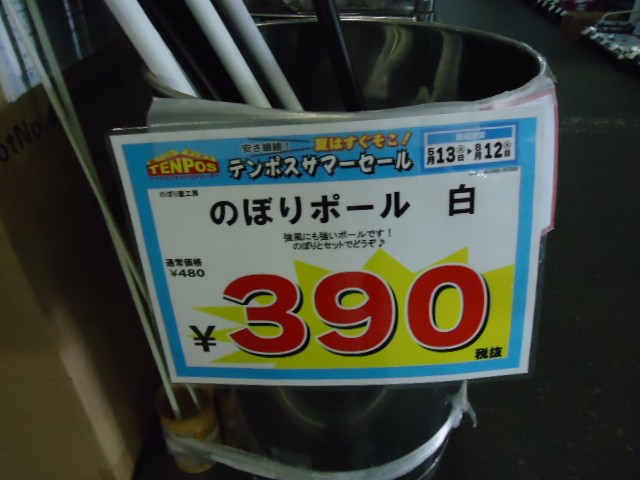 安さ継続! 夏はすぐそこ!
TENPOS
テンポスサマーセール
5月13日▶8月12日
のぼりポール 白
強風にも強いポールです!
のぼりとセットでどうぞ♪
通常価格
¥480
¥390
税抜